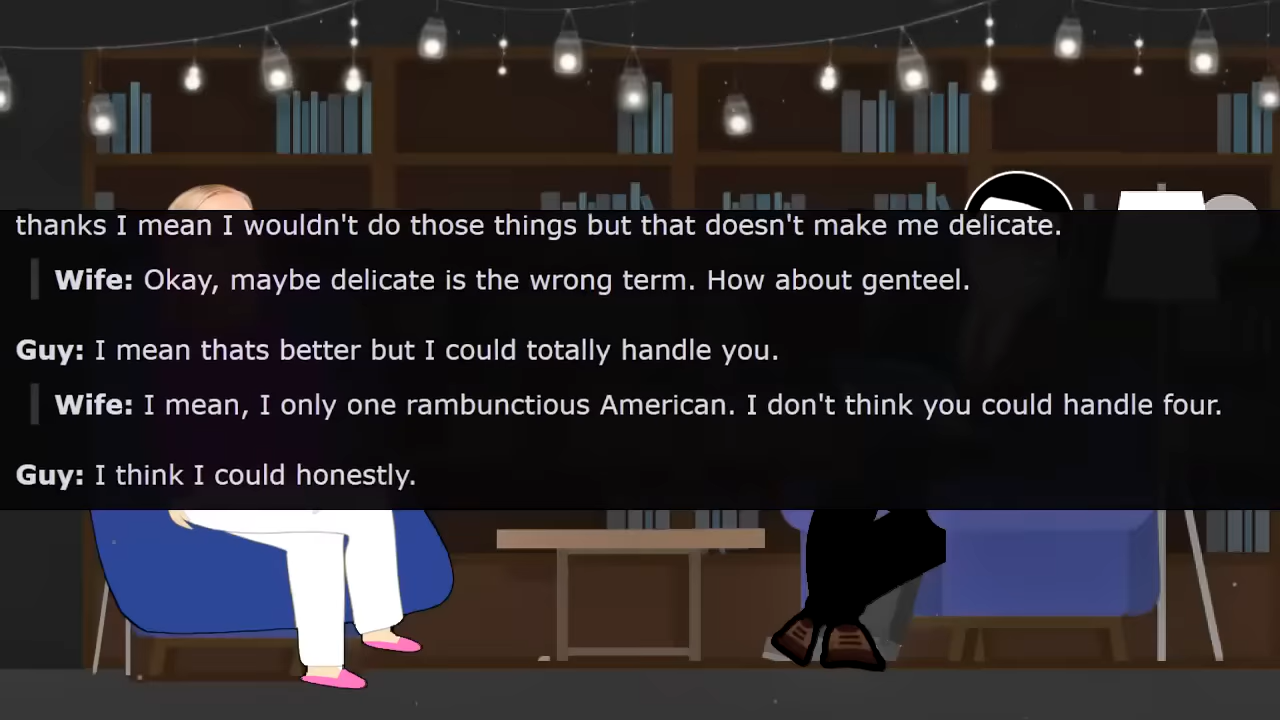 thanks I mean I wouldn't do those things but that doesn't make me delicate.
Wife: Okay, maybe delicate is the wrong term. How about genteel.
Guy: I mean thats better but I could totally handle you.
Wife: I mean, I only one rambunctious American. I don't think you could handle four.
Guy: I think I could honestly.